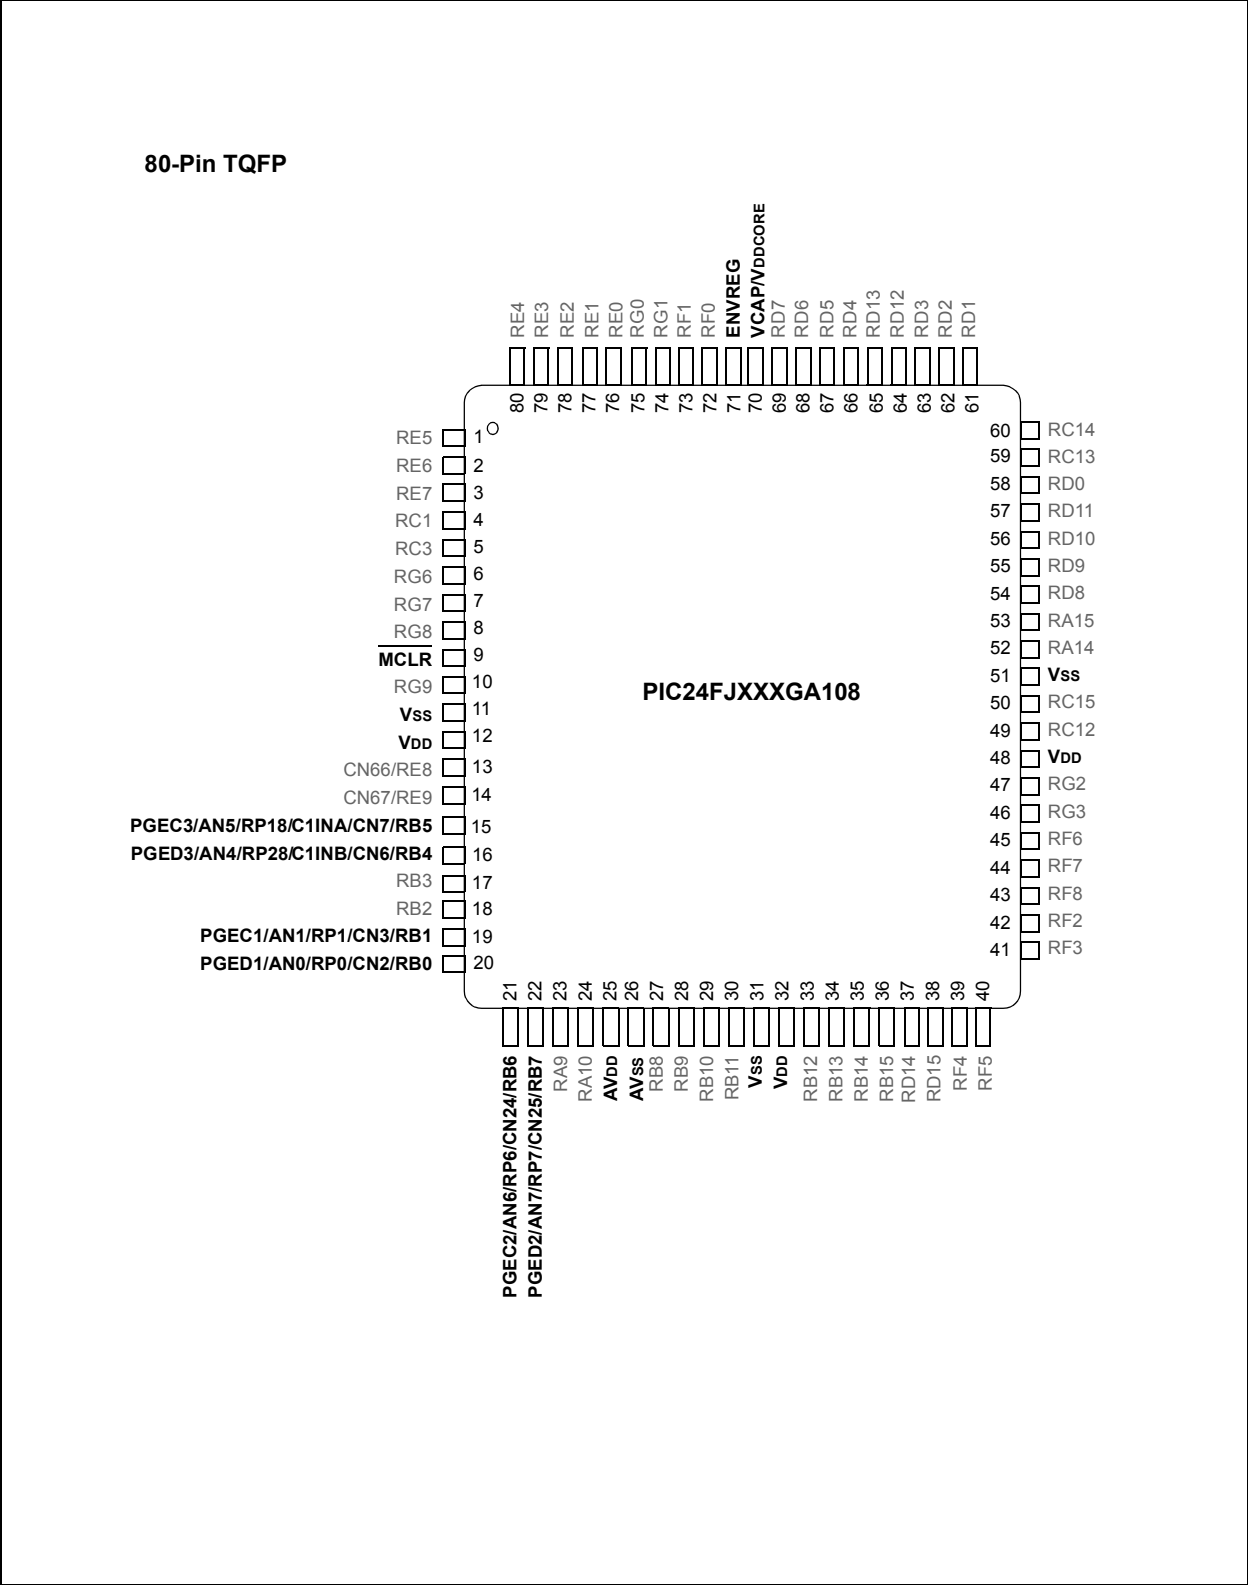 80-Pin TQFP
RE4
RE3
RE2
RE1
RE0
RG0
RG1
RF1
RF0
ENVREG
VCAP/VDDCORE
RD7
RD6
RD5
RD4
RD13
RD12
RD3
RD2
RD1
80
79
78
77
76
75
74
73
72
71
70
69
68
67
66
65
64
63
62
61
RE5 1
RE6 2
RE7 3
RC1 4
RC3 5
RG6 6
RG7 7
RG8 8
MCLR 9
RG9 10
VSS 11
VDD 12
CN66/RE8 13
CN67/RE9 14
PGEC3/AN5/RP18/C1INA/CN7/RB5 15
PGED3/AN4/RP28/C1INB/CN6/RB4 16
RB3 17
RB2 18
PGEC1/AN1/RP1/CN3/RB1 19
PGED1/AN0/RP0/CN2/RB0 20
PIC24FJXXXGA108
60 RC14
59 RC13
58 RD0
57 RD11
56 RD10
55 RD9
54 RD8
53 RA15
52 RA14
51 VSS
50 RC15
49 RC12
48 VDD
47 RG2
46 RG3
45 RF6
44 RF7
43 RF8
42 RF2
41 RF3
21
22
23
24
25
26
27
28
29
30
31
32
33
34
35
36
37
38
39
40
PGEC2/AN6/RP6/CN24/RB6
PGED2/AN7/RP7/CN25/RB7
RA9
RA10
AVDD
AVSS
RB8
RB9
RB10
RB11
VSS
VDD
RB12
RB13
RB14
RB15
RD14
RD15
RF4
RF5